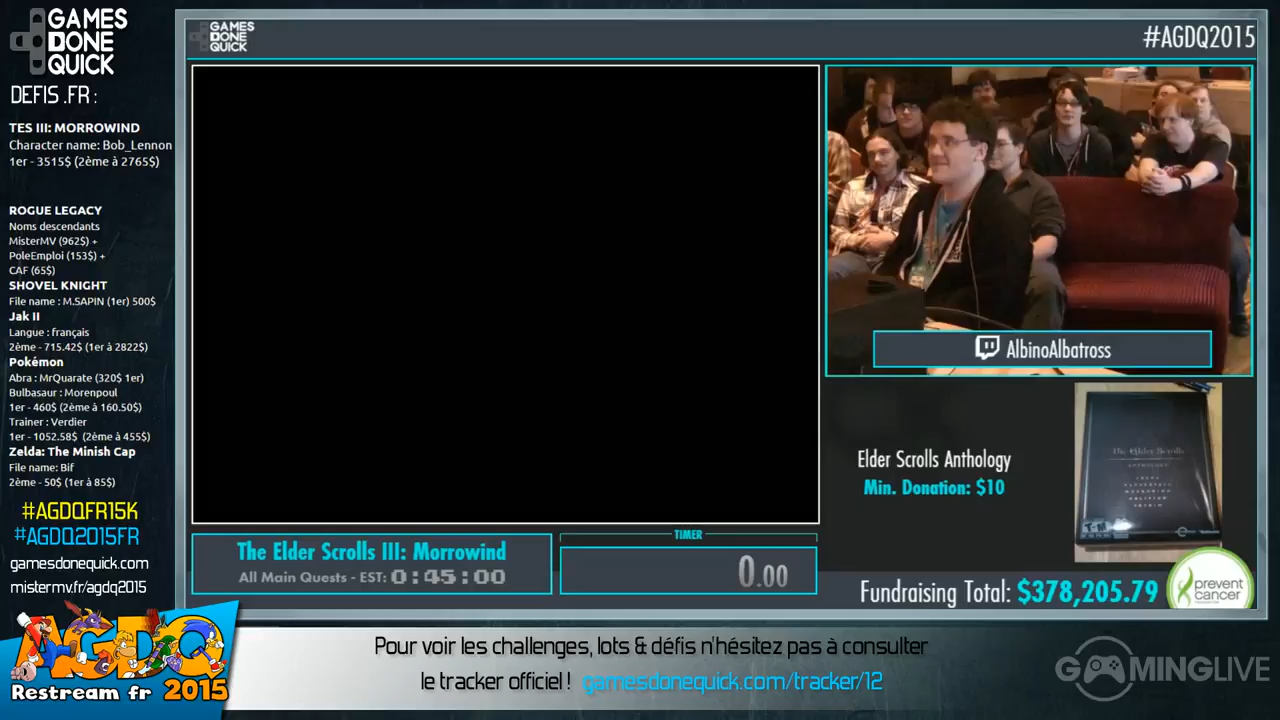 GAMES
DONE
QUICK
DEFIS .FR :
TES III: MORROWIND
Character name: Bob_Lennon
1er - 3515$ (2ème à 2765$)
ROGUE LEGACY
Noms descendants
MisterMV (962$) +
PoleEmploi (153$) +
CAF (65$)
SHOVEL KNIGHT
File name : M.SAPIN (1er) 500$
Jak II
Langue : français
2ème - 715.42$ (1er à 2822$)
Pokémon
Abra : MrQuarate (320$ 1er)
Bulbasaur : Morenpoul
1er - 460$ (2ème à 160.50$)
Trainer : Verdier
1er - 1052.58$ (2ème à 455$)
Zelda: The Minish Cap
File name: Bif
2ème - 50$ (1er à 85$)
#AGDQFR15K
#AGDQ2015FR
gamesdonequick.com
mistermv.fr/agdq2015
AGDQ
Restream fr 2015
GAMES
DONE
QUICK
#AGDQ2015
AlbinoAlbatross
Elder Scrolls Anthology
Min. Donation: $10
The Elder Scrolls
ANTHOLOGY
The Elder Scrolls III: Morrowind
All Main Quests - EST: 0:45:00
TIMER
0.00
Fundraising Total: $378,205.79
prevent
cancer
Pour voir les challenges, lots & défis n'hésitez pas à consulter
le tracker officiel ! gamesdonequick.com/tracker/12
GAMINGLIVE